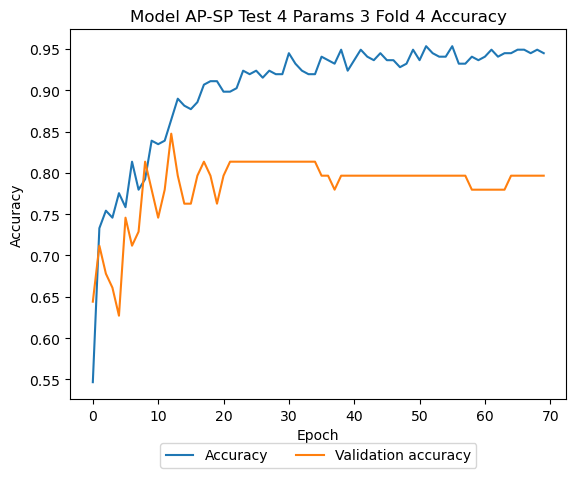 Model AP-SP Test 4 Params 3 Fold 4 Accuracy
0.95
0.90
0.85
0.80
0.75
0.70
0.65
0.60
0.55
Accuracy
0 10 20 30 40 50 60 70
Epoch
Accuracy Validation accuracy